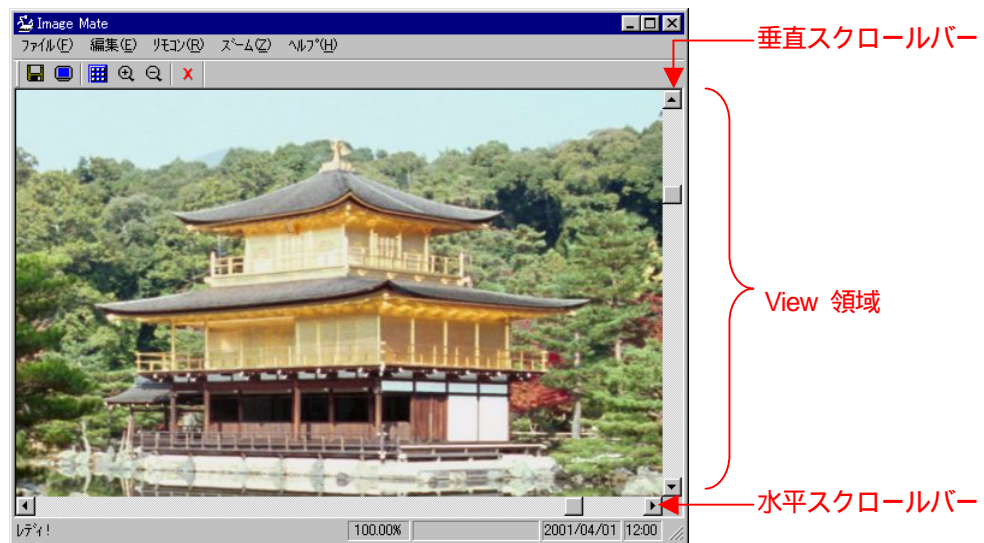 Image Mate
ﾌｧｲﾙ(F) 編集(E) ﾘﾓｺﾝ(R) ｽﾞｰﾑ(Z) ﾍﾙﾌﾟ(H)
垂直スクロールバー
View 領域
水平スクロールバー
ﾚﾃﾞｨ! 100.00% 2001/04/01 12:00